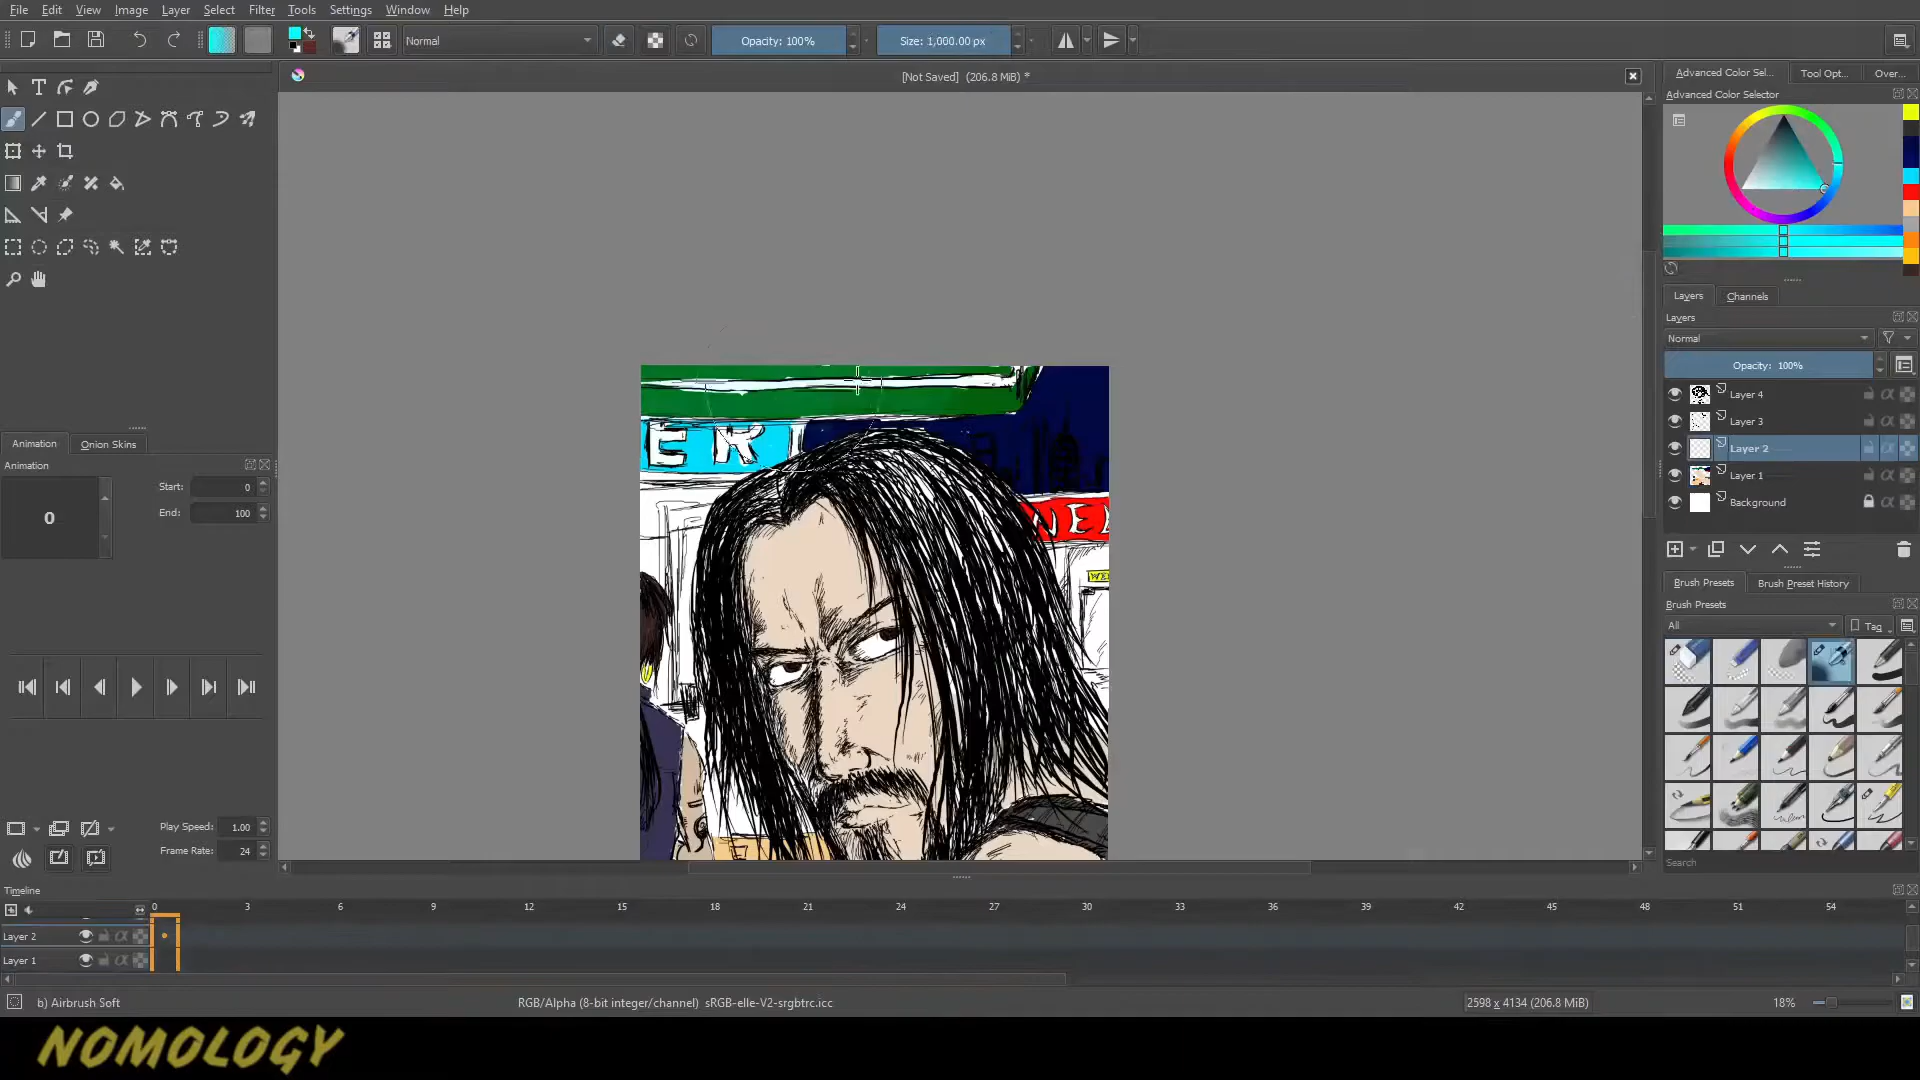 File Edit View Image Layer Select Filter Tools Settings Window Help
Normal
Opacity: 100%
Size: 1,000.00 px
[Not Saved] (206.8 MiB) *
Advanced Color Sel... Tool Opt... Over...
Advanced Color Selector
Layers Channels
Layers
Normal
Opacity: 100%
Layer 4
Layer 3
Layer 2
Layer 1
Background
Brush Presets Brush Preset History
Brush Presets
All
Tag
Search
Animation Onion Skins
Animation
0
Start: 0
End: 100
Play Speed: 1.00
Frame Rate: 24
ER
Timeline
0 3 6 9 12 15 18 21 24 27 30 33 36 39 42 45 48 51 54
Layer 2
Layer 1
b) Airbrush Soft
RGB/Alpha (8-bit integer/channel) sRGB-elle-V2-srgbtrc.icc
2598 x 4134 (206.8 MiB)
18%
NOMOLOGY